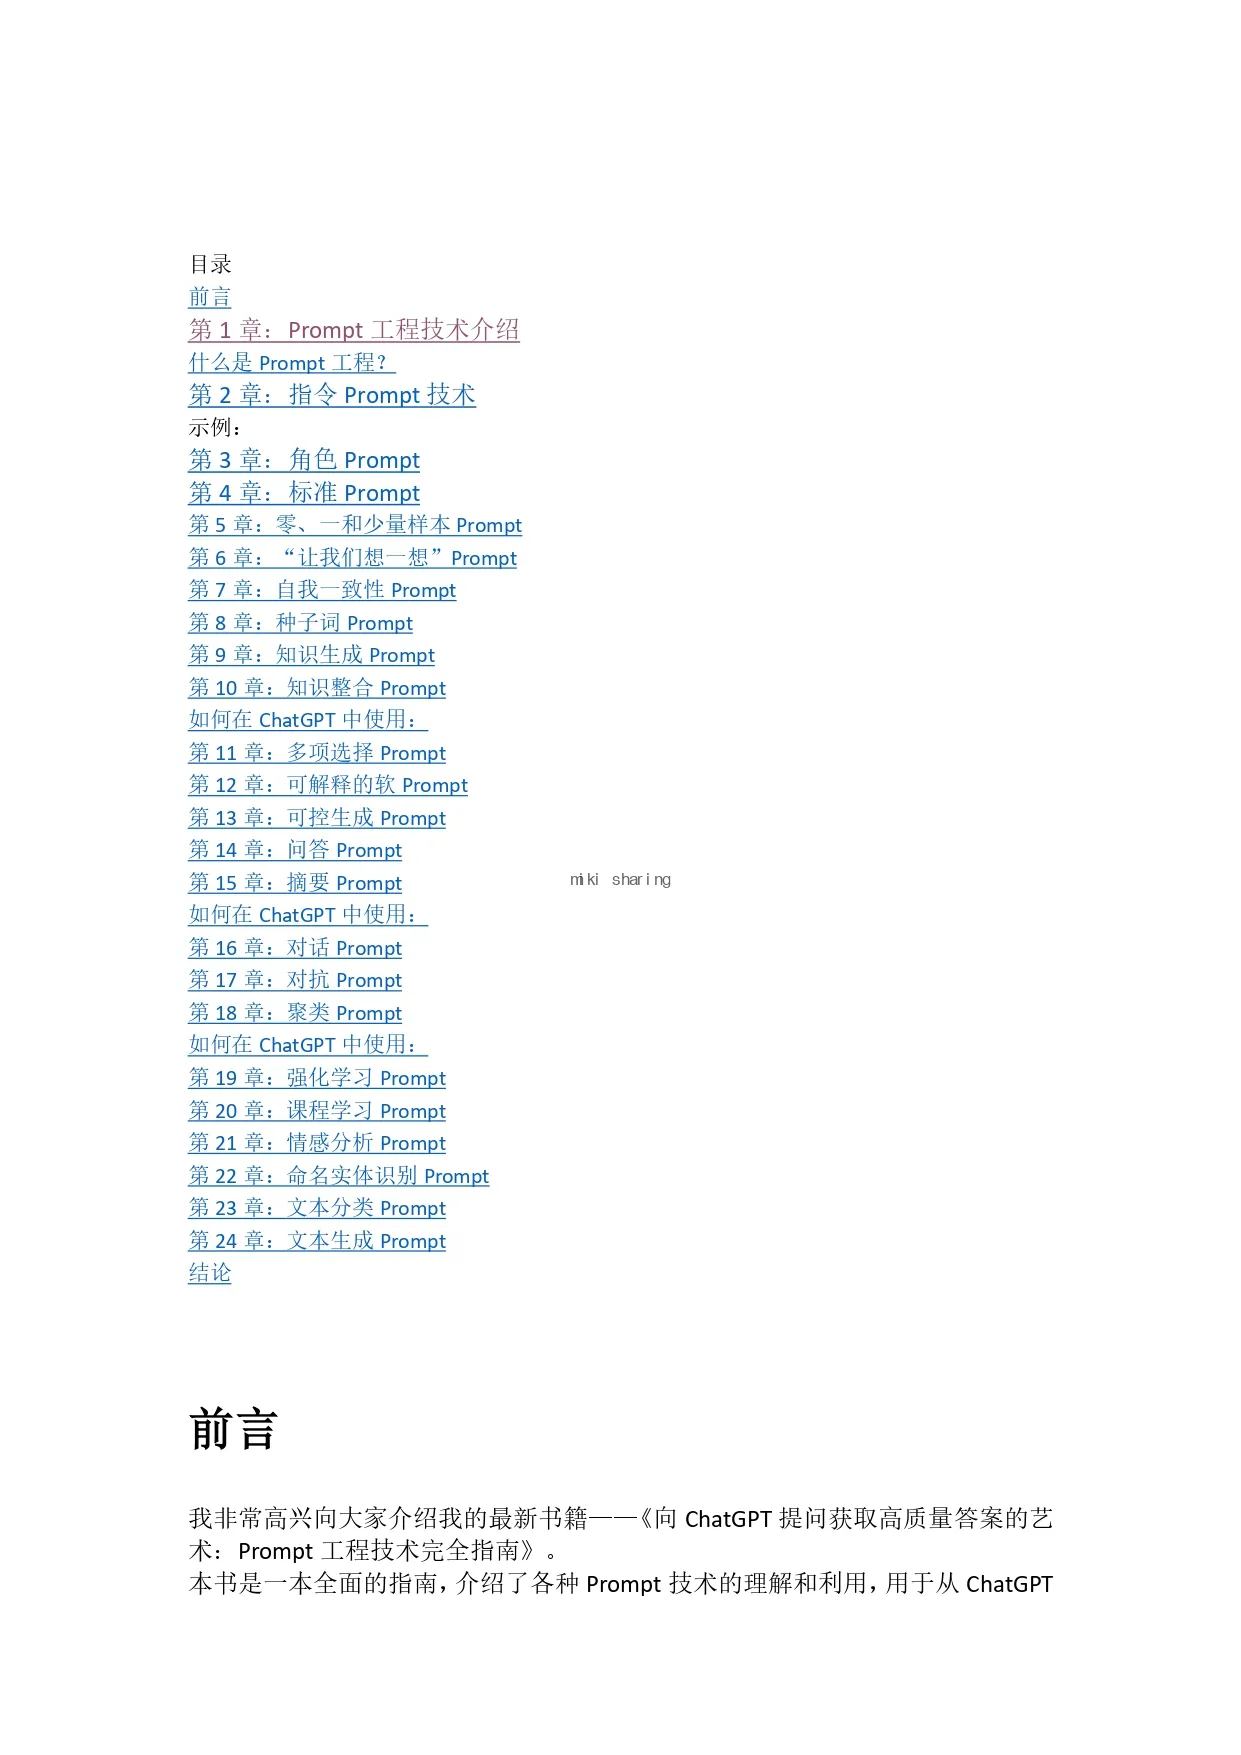 目录
前言
第 1 章：Prompt 工程技术介绍
什么是 Prompt 工程？
第 2 章：指令 Prompt 技术
示例：
第 3 章：角色 Prompt
第 4 章：标准 Prompt
第 5 章：零、一和少量样本 Prompt
第 6 章：“让我们想一想”Prompt
第 7 章：自我一致性 Prompt
第 8 章：种子词 Prompt
第 9 章：知识生成 Prompt
第 10 章：知识整合 Prompt
如何在 ChatGPT 中使用：
第 11 章：多项选择 Prompt
第 12 章：可解释的软 Prompt
第 13 章：可控生成 Prompt
第 14 章：问答 Prompt
第 15 章：摘要 Prompt
miki sharing
如何在 ChatGPT 中使用：
第 16 章：对话 Prompt
第 17 章：对抗 Prompt
第 18 章：聚类 Prompt
如何在 ChatGPT 中使用：
第 19 章：强化学习 Prompt
第 20 章：课程学习 Prompt
第 21 章：情感分析 Prompt
第 22 章：命名实体识别 Prompt
第 23 章：文本分类 Prompt
第 24 章：文本生成 Prompt
结论
前言
我非常高兴向大家介绍我的最新书籍——《向 ChatGPT 提问获取高质量答案的艺
术：Prompt 工程技术完全指南》。
本书是一本全面的指南，介绍了各种 Prompt 技术的理解和利用，用于从 ChatGPT